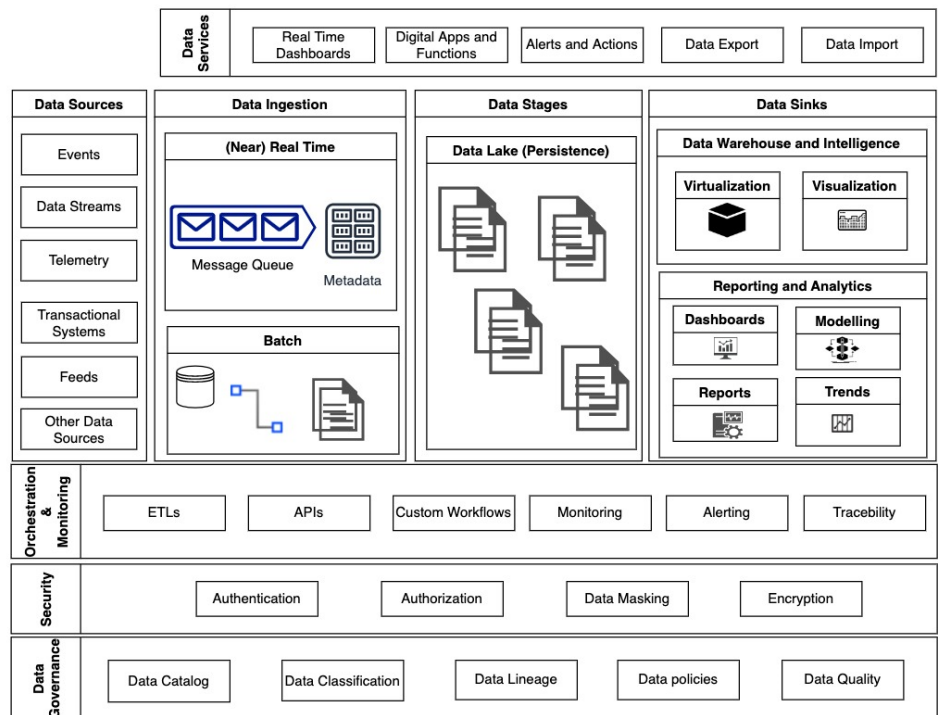 Data
Services
Real Time
Dashboards
Digital Apps and
Functions
Alerts and Actions
Data Export
Data Import
Data Sources
Events
Data Streams
Telemetry
Transactional
Systems
Feeds
Other Data
Sources
Data Ingestion
(Near) Real Time
Message Queue
Metadata
Batch
Data Stages
Data Lake (Persistence)
Data Sinks
Data Warehouse and Intelligence
Virtualization
Visualization
Reporting and Analytics
Dashboards
Modelling
Reports
Trends
Orchestration
&
Monitoring
ETLs
APIs
Custom Workflows
Monitoring
Alerting
Tracebility
Security
Authentication
Authorization
Data Masking
Encryption
Data
Governance
Data Catalog
Data Classification
Data Lineage
Data policies
Data Quality